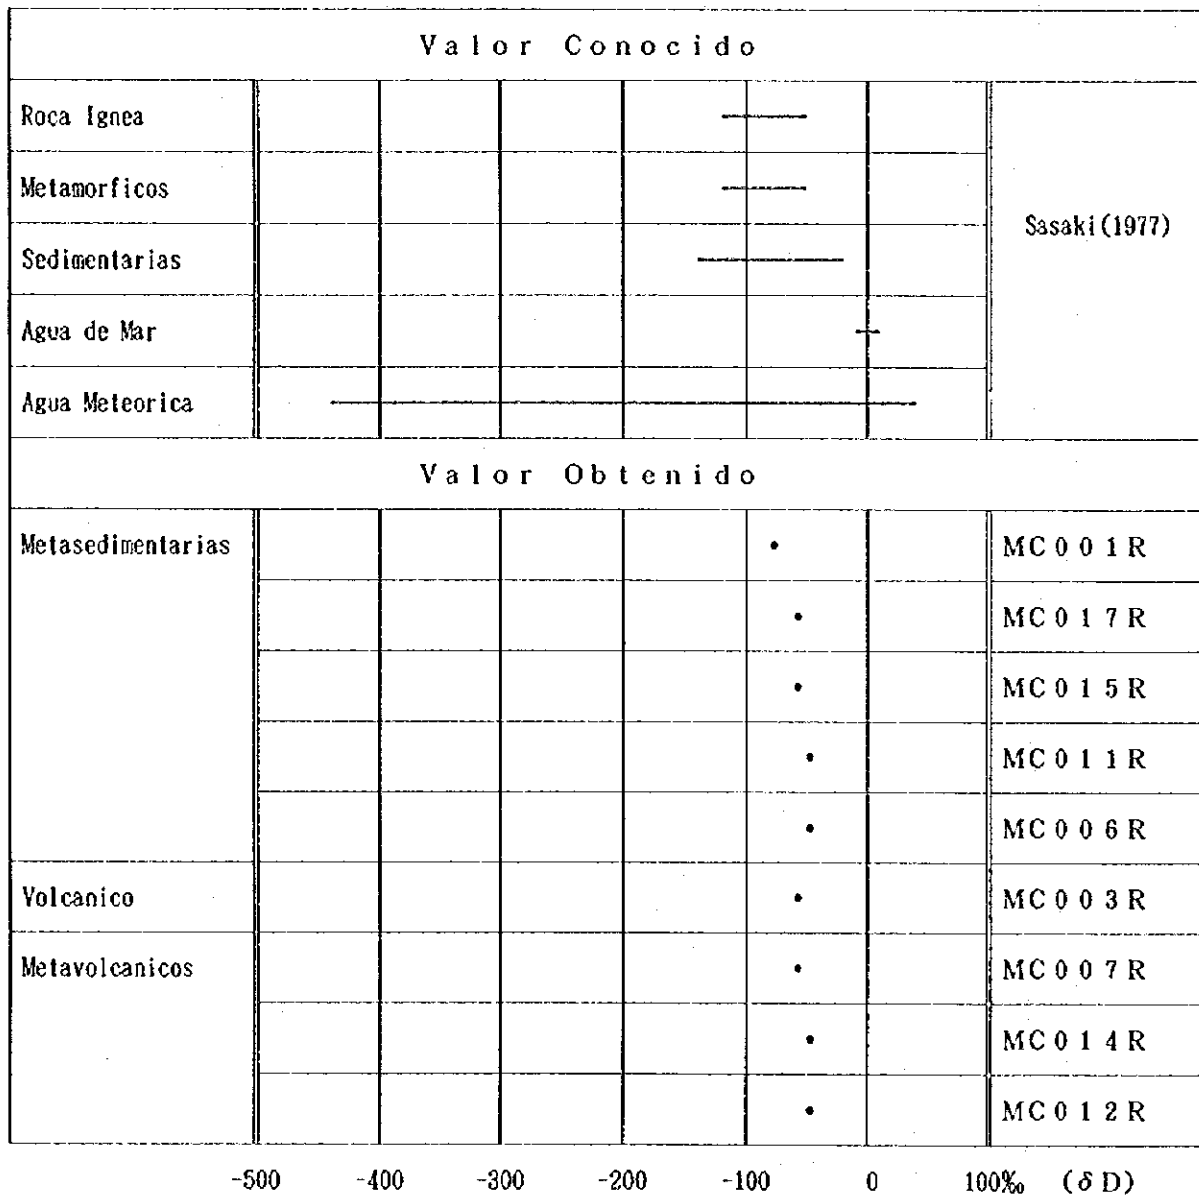 Valor Conocido
Roca Ignea
Metamorficos
Sedimentarias
Agua de Mar
Agua Meteorica
Sasaki(1977)
Valor Obtenido
Metasedimentarias
MC001R
MC017R
MC015R
MC011R
MC006R
Volcanico
MC003R
Metavolcanicos
MC007R
MC014R
MC012R
-500 -400 -300 -200 -100 0 100‰ (δD)